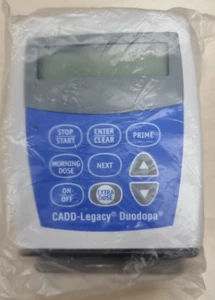 STOP
START
ENTER
CLEAR
PRIME
MORNING
DOSE
NEXT
ON·
OFF
EXTRA
DOSE
CADD-Legacy® Duodopa®